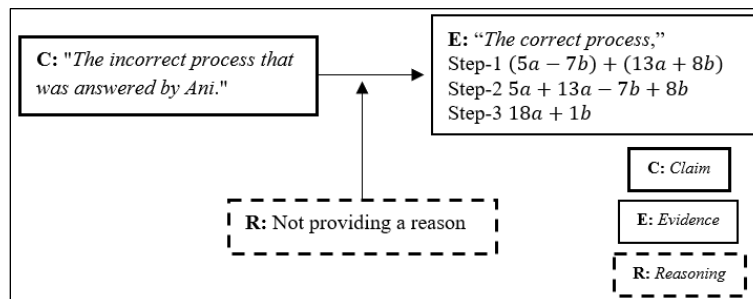 C: "The incorrect process that
was answered by Ani."
E: “The correct process,”
Step-1 (5𝑎 − 7𝑏) + (13𝑎 + 8𝑏)
Step-2 5𝑎 + 13𝑎 − 7𝑏 + 8𝑏
Step-3 18𝑎 + 1𝑏
R: Not providing a reason
C: Claim
E: Evidence
R: Reasoning